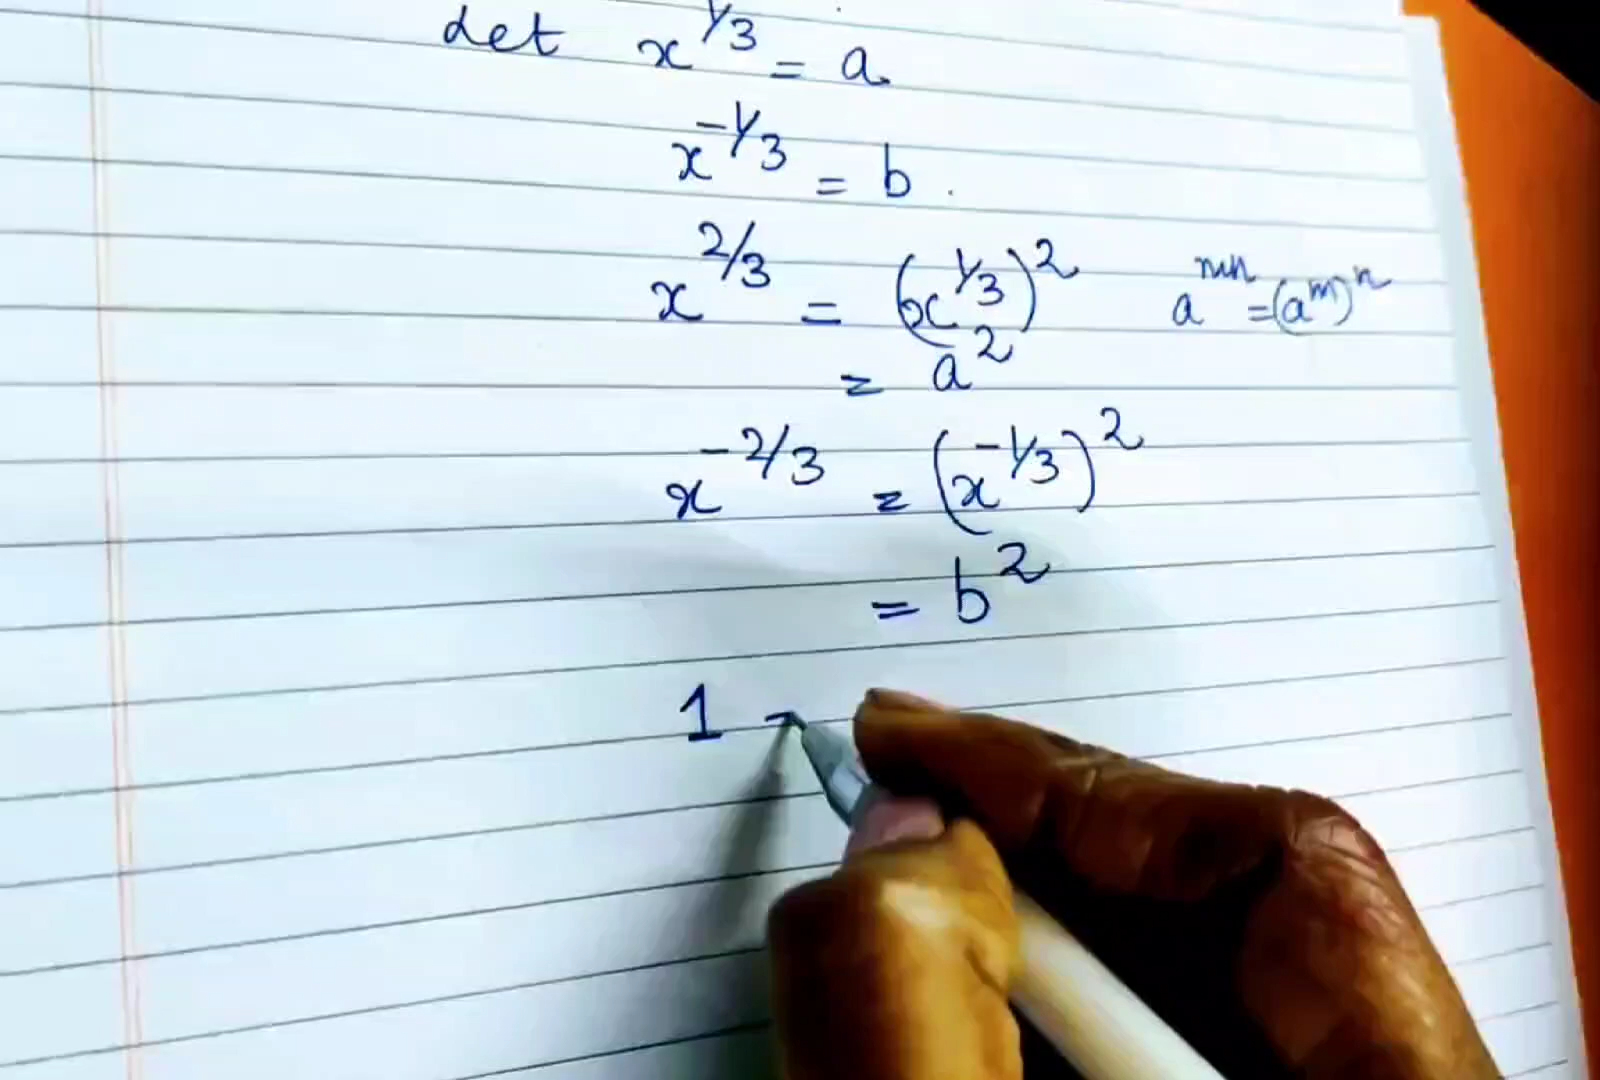 Let x^1/3 = a
x^-1/3 = b.
x^2/3 = (x^1/3)^2 a^mn = (a^m)^n
= a^2
x^-2/3 = (x^-1/3)^2
= b^2
1 -